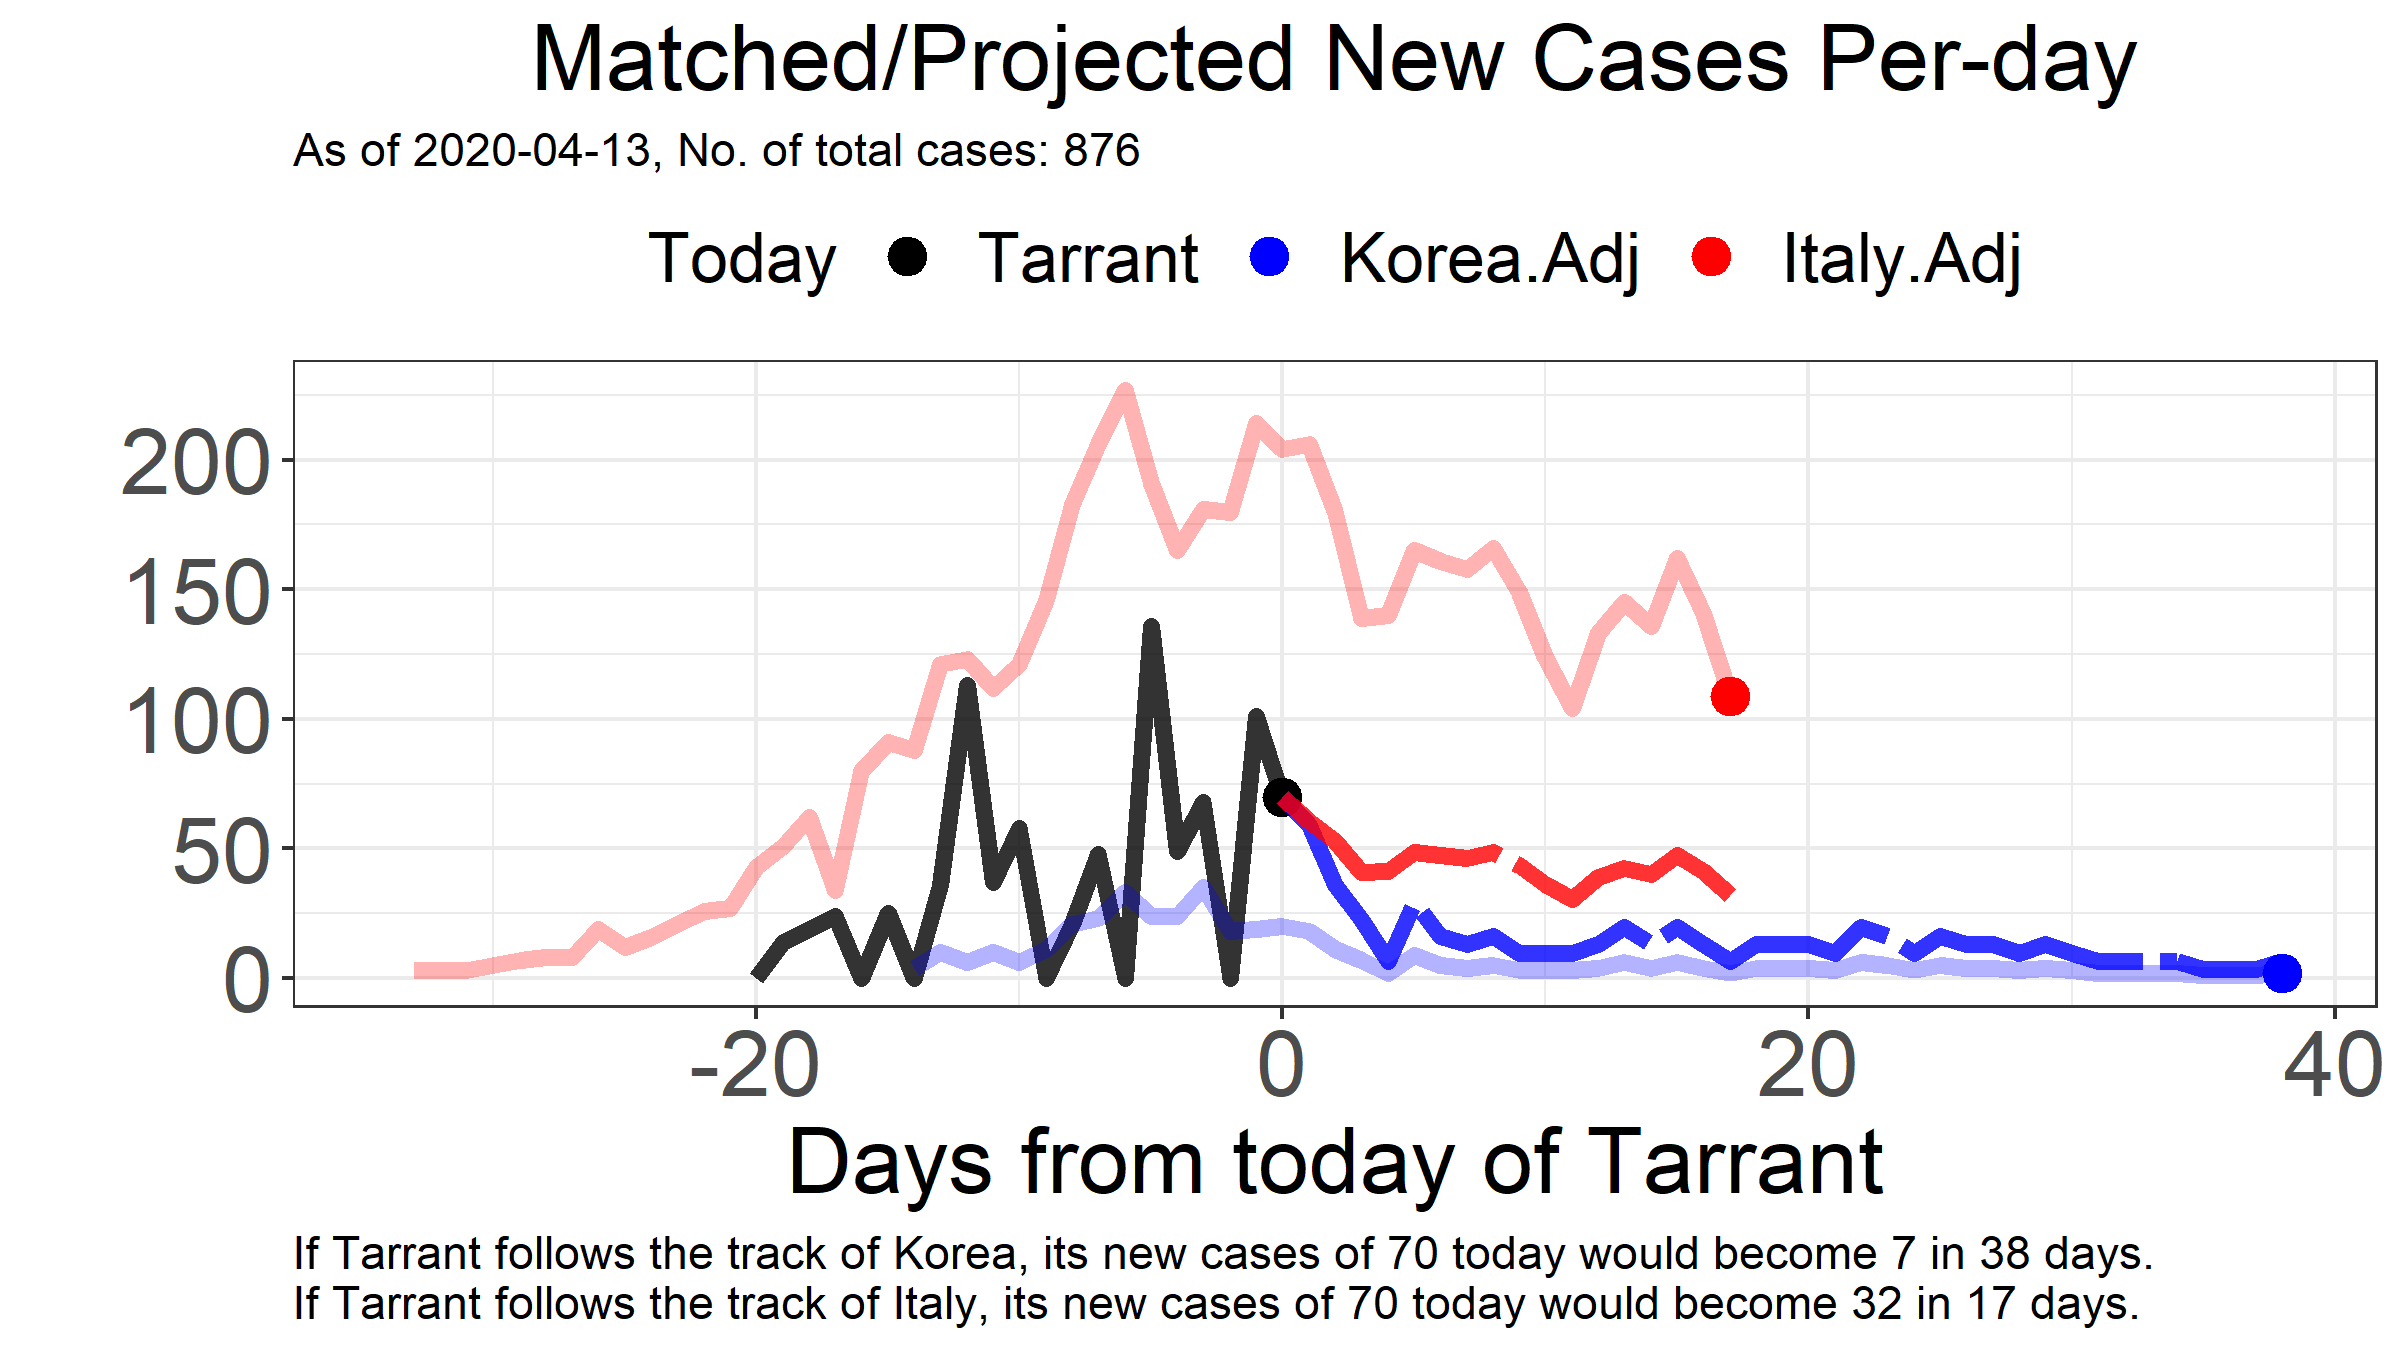 Matched/Projected New Cases Per-day
As of 2020-04-13, No. of total cases: 876
Today Tarrant Korea.Adj Italy.Adj
200
150
100
50
0
-20 0 20 40
Days from today of Tarrant
If Tarrant follows the track of Korea, its new cases of 70 today would become 7 in 38 days.
If Tarrant follows the track of Italy, its new cases of 70 today would become 32 in 17 days.